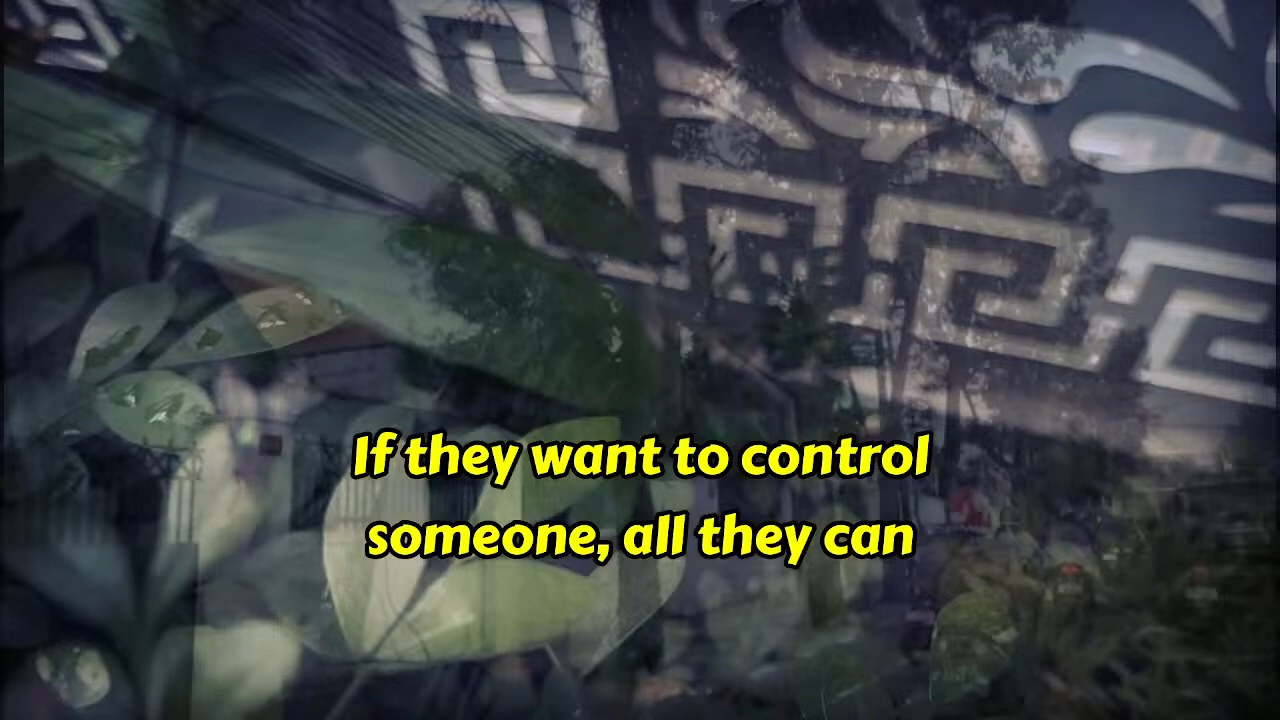 If they want to control
someone, all they can